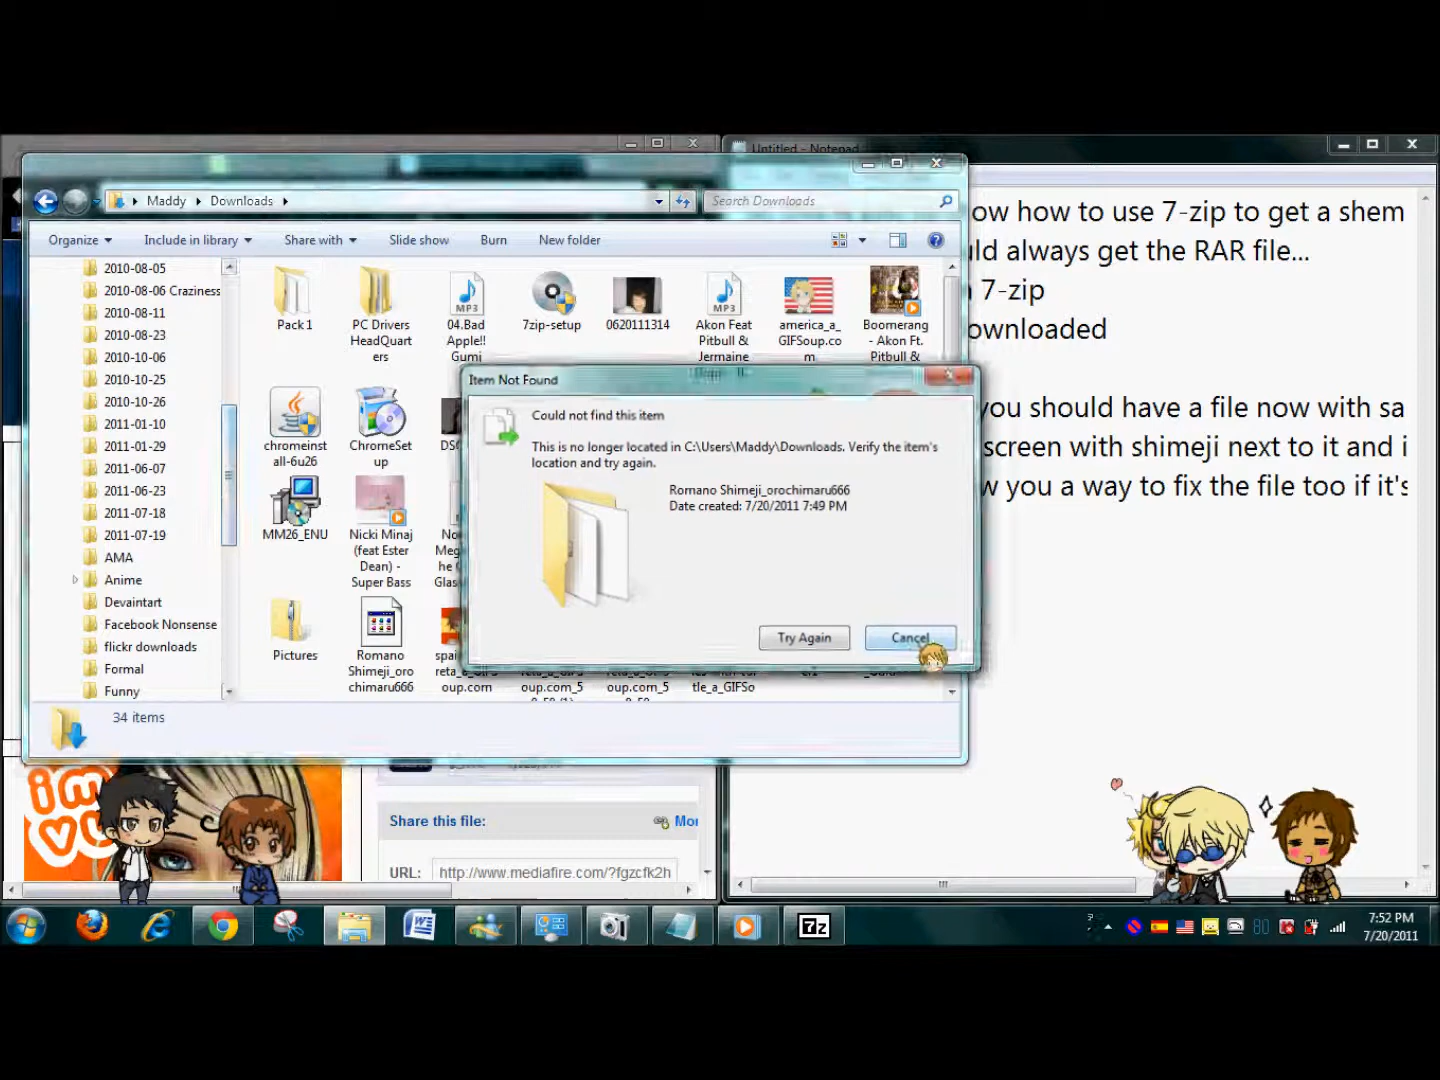 Untitled - Notepad
Maddy
Downloads
Search Downloads
Organize
Include in library
Share with
Slide show
Burn
New folder
2010-08-05
2010-08-06 Craziness
2010-08-11
2010-08-23
2010-10-06
2010-10-25
2010-10-26
2011-01-10
2011-01-29
2011-06-07
2011-06-23
2011-07-18
2011-07-19
AMA
Anime
Devaintart
Facebook Nonsense
flickr downloads
Formal
Funny
Pack 1
PC Drivers
HeadQuart
ers
MP3
04.Bad
Apple!!
Gumi
7zip-setup
0620111314
MP3
Akon Feat
Pitbull &
Jermaine
america_a_
GIFSoup.co
m
Boomerang
- Akon Ft.
Pitbull &
chromeinst
all-6u26
ChromeSet
up
MM26_ENU
Nicki Minaj
(feat Ester
Dean) -
Super Bass
Pictures
Romano
Shimeji_oro
chimaru666
34 items
Item Not Found
Could not find this item
This is no longer located in C:\Users\Maddy\Downloads. Verify the item's
location and try again.
Romano Shimeji_orochimaru666
Date created: 7/20/2011 7:49 PM
Try Again
Cancel
ow how to use 7-zip to get a shem
uld always get the RAR file...
7-zip
ownloaded
you should have a file now with sa
screen with shimeji next to it and i
w you a way to fix the file too if it's
Share this file:
Mor
URL:
http://www.mediafire.com/?fgzcfk2h
7z
7:52 PM
7/20/2011